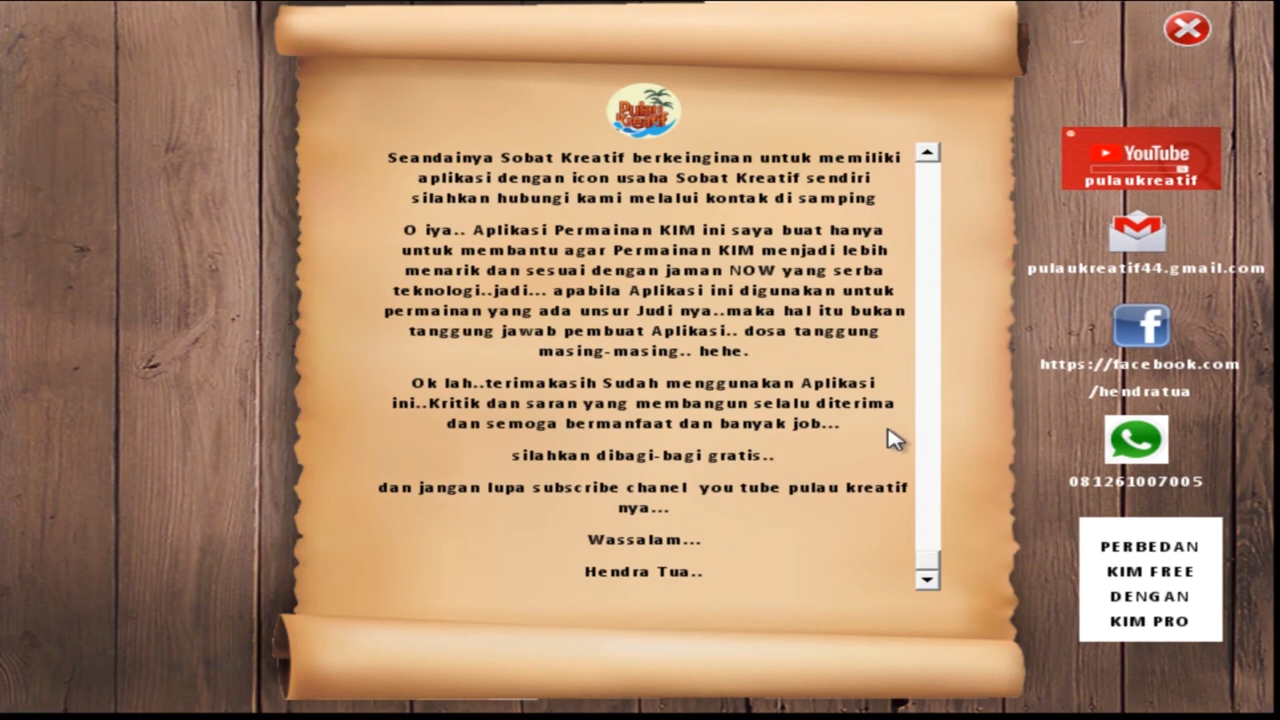 Pulau
Kreatif
Seandainya Sobat Kreatif berkeinginan untuk memiliki
aplikasi dengan icon usaha Sobat Kreatif sendiri
silahkan hubungi kami melalui kontak di samping
O iya.. Aplikasi Permainan KIM ini saya buat hanya
untuk membantu agar Permainan KIM menjadi lebih
menarik dan sesuai dengan jaman NOW yang serba
teknologi..jadi... apabila Aplikasi ini digunakan untuk
permainan yang ada unsur Judi nya..maka hal itu bukan
tanggung jawab pembuat Aplikasi.. dosa tanggung
masing-masing.. hehe.
Ok lah..terimakasih Sudah menggunakan Aplikasi
ini..Kritik dan saran yang membangun selalu diterima
dan semoga bermanfaat dan banyak job...
silahkan dibagi-bagi gratis..
dan jangan lupa subscribe chanel you tube pulau kreatif
nya...
Wassalam...
Hendra Tua..
YouTube
pulaukreatif
pulaukreatif44.gmail.com
https://facebook.com
/hendratua
081261007005
PERBEDAN
KIM FREE
DENGAN
KIM PRO